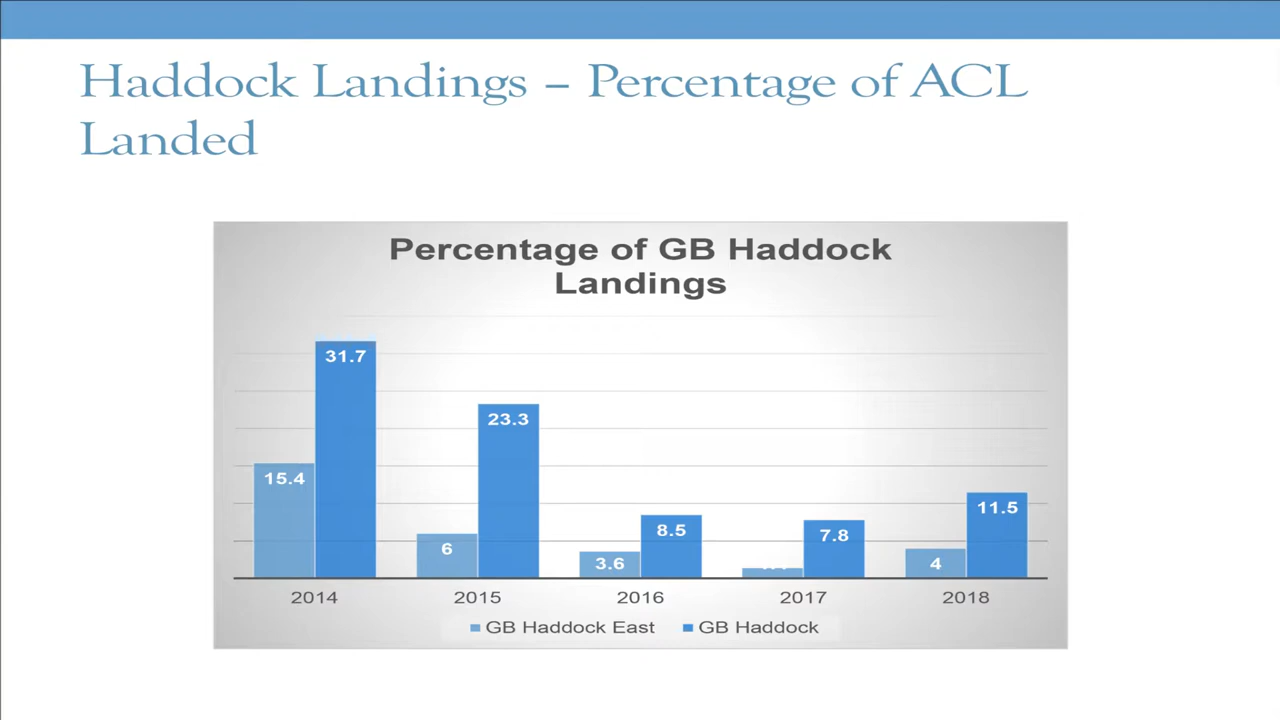 Haddock Landings – Percentage of ACL
Landed
Percentage of GB Haddock
Landings
31.7
15.4
23.3
6
8.5
3.6
7.8
11.5
4
2014 2015 2016 2017 2018
GB Haddock East GB Haddock